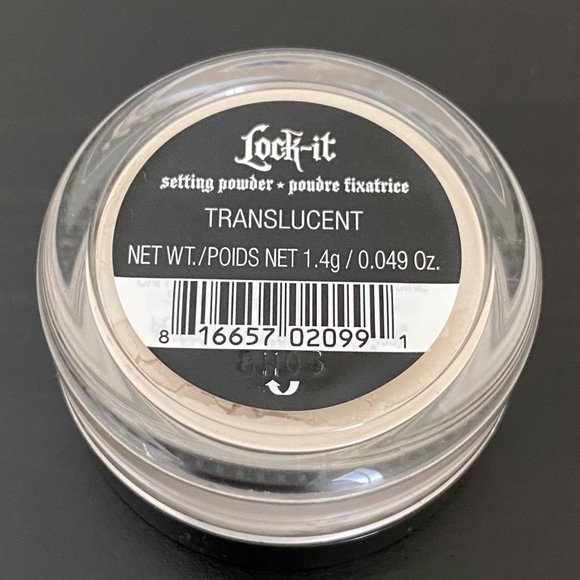 Lock-it
setting powder ★ poudre fixatrice
TRANSLUCENT
NET WT./POIDS NET 1.4g / 0.049 Oz.
8 16657 02099 1